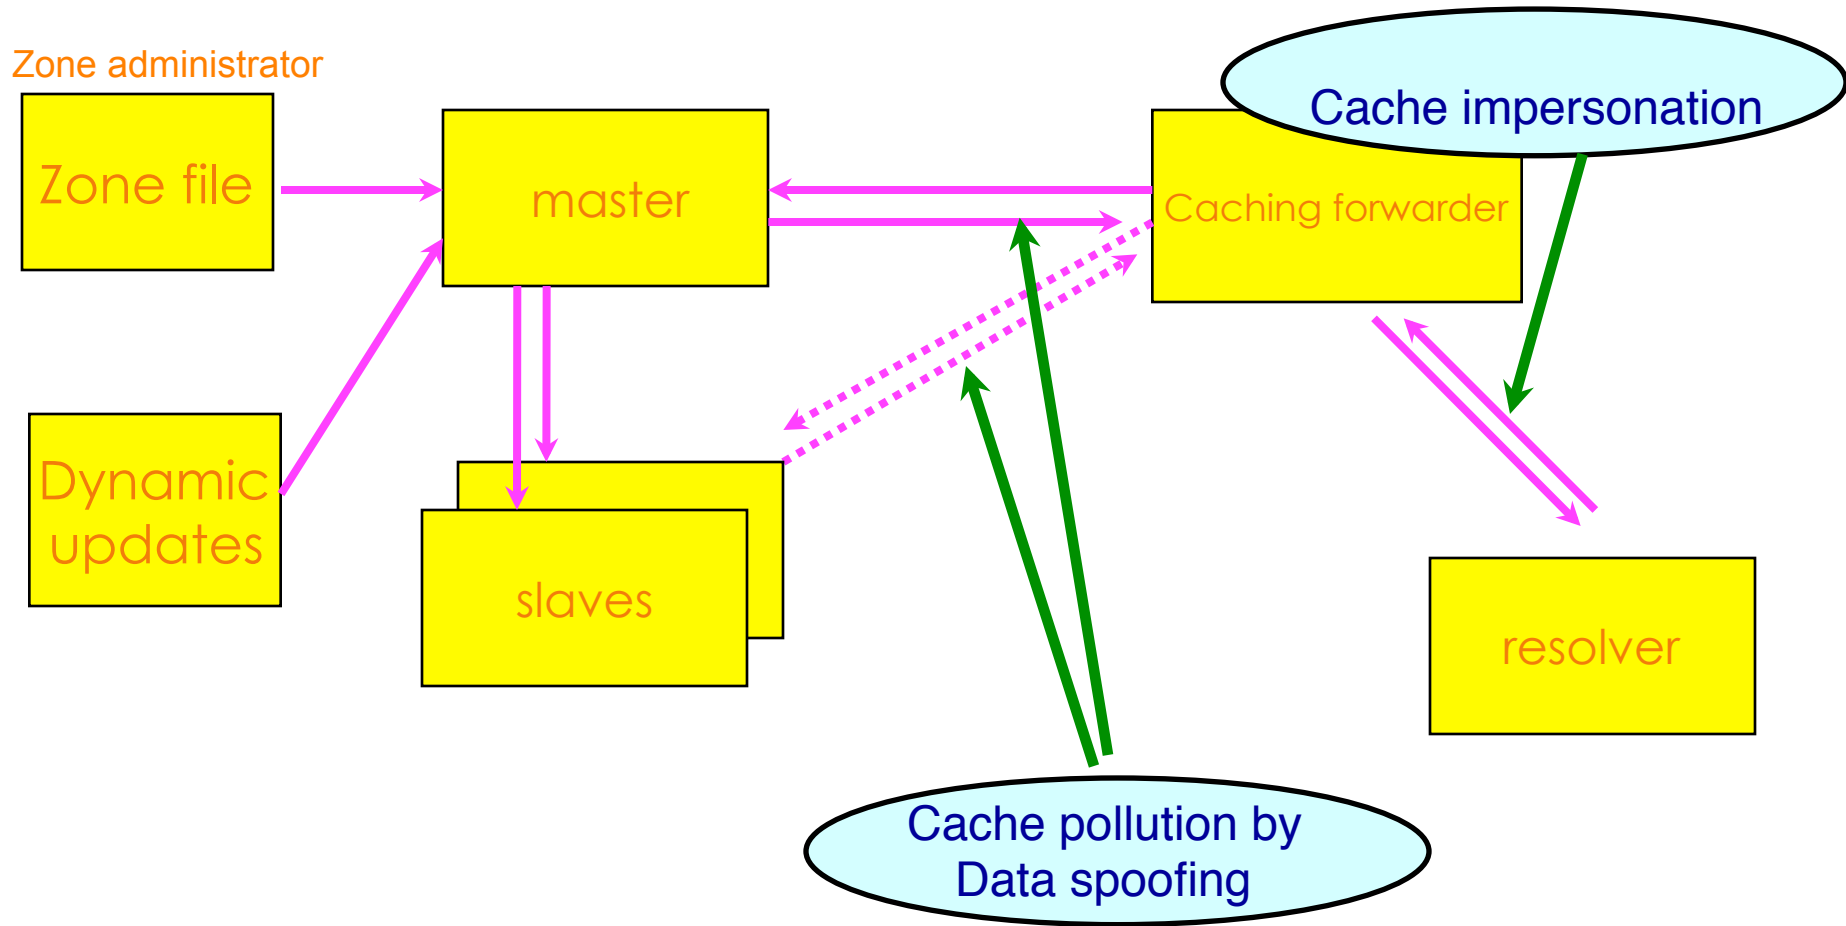 Zone administrator
Zone file
master
Caching forwarder
Cache impersonation
Dynamic
updates
slaves
resolver
Cache pollution by
Data spoofing